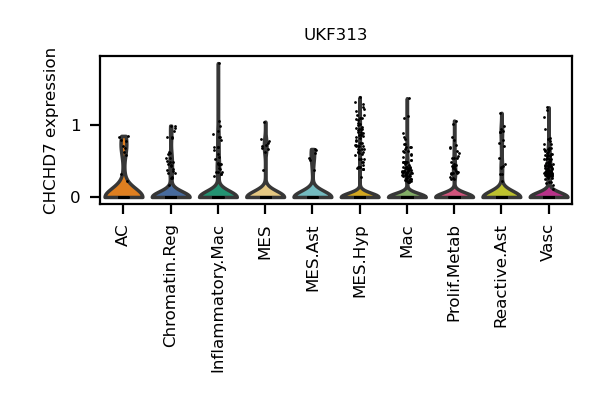 UKF313
CHCHD7 expression
1
0
AC
Chromatin.Reg
Inflammatory.Mac
MES
MES.Ast
MES.Hyp
Mac
Prolif.Metab
Reactive.Ast
Vasc